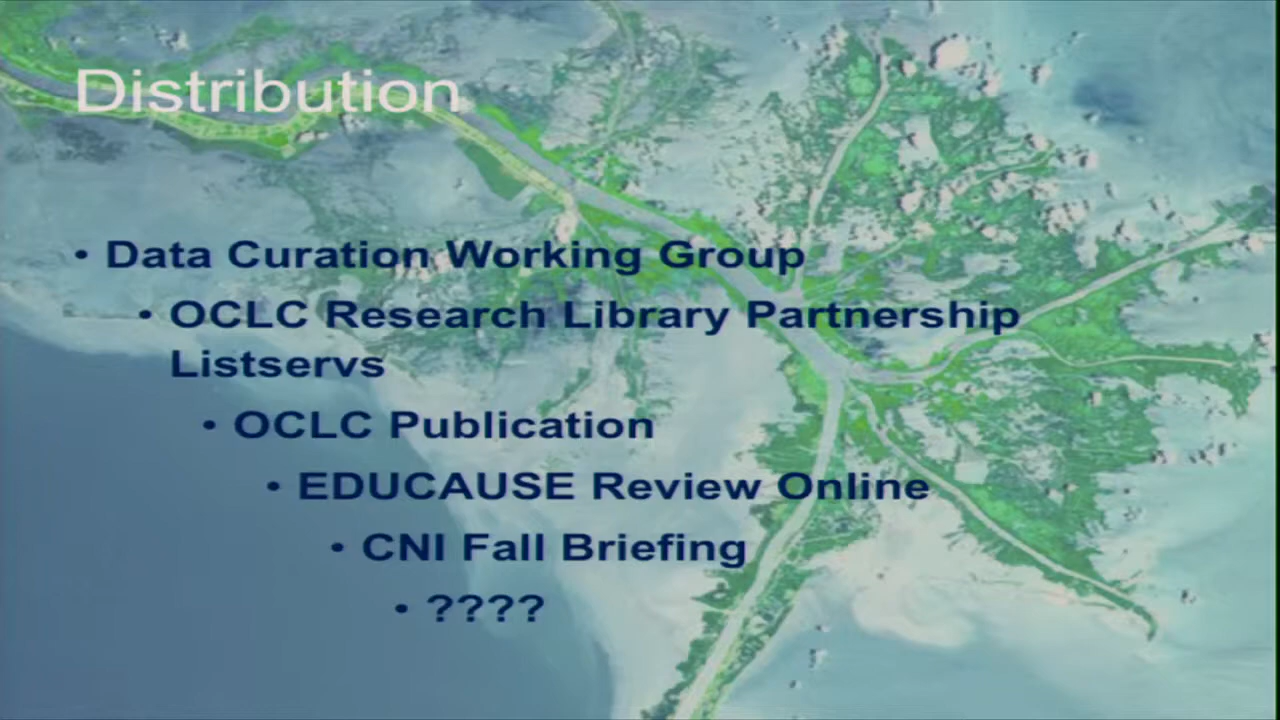 Distribution
• Data Curation Working Group
• OCLC Research Library Partnership
Listservs
• OCLC Publication
• EDUCAUSE Review Online
• CNI Fall Briefing
• ????